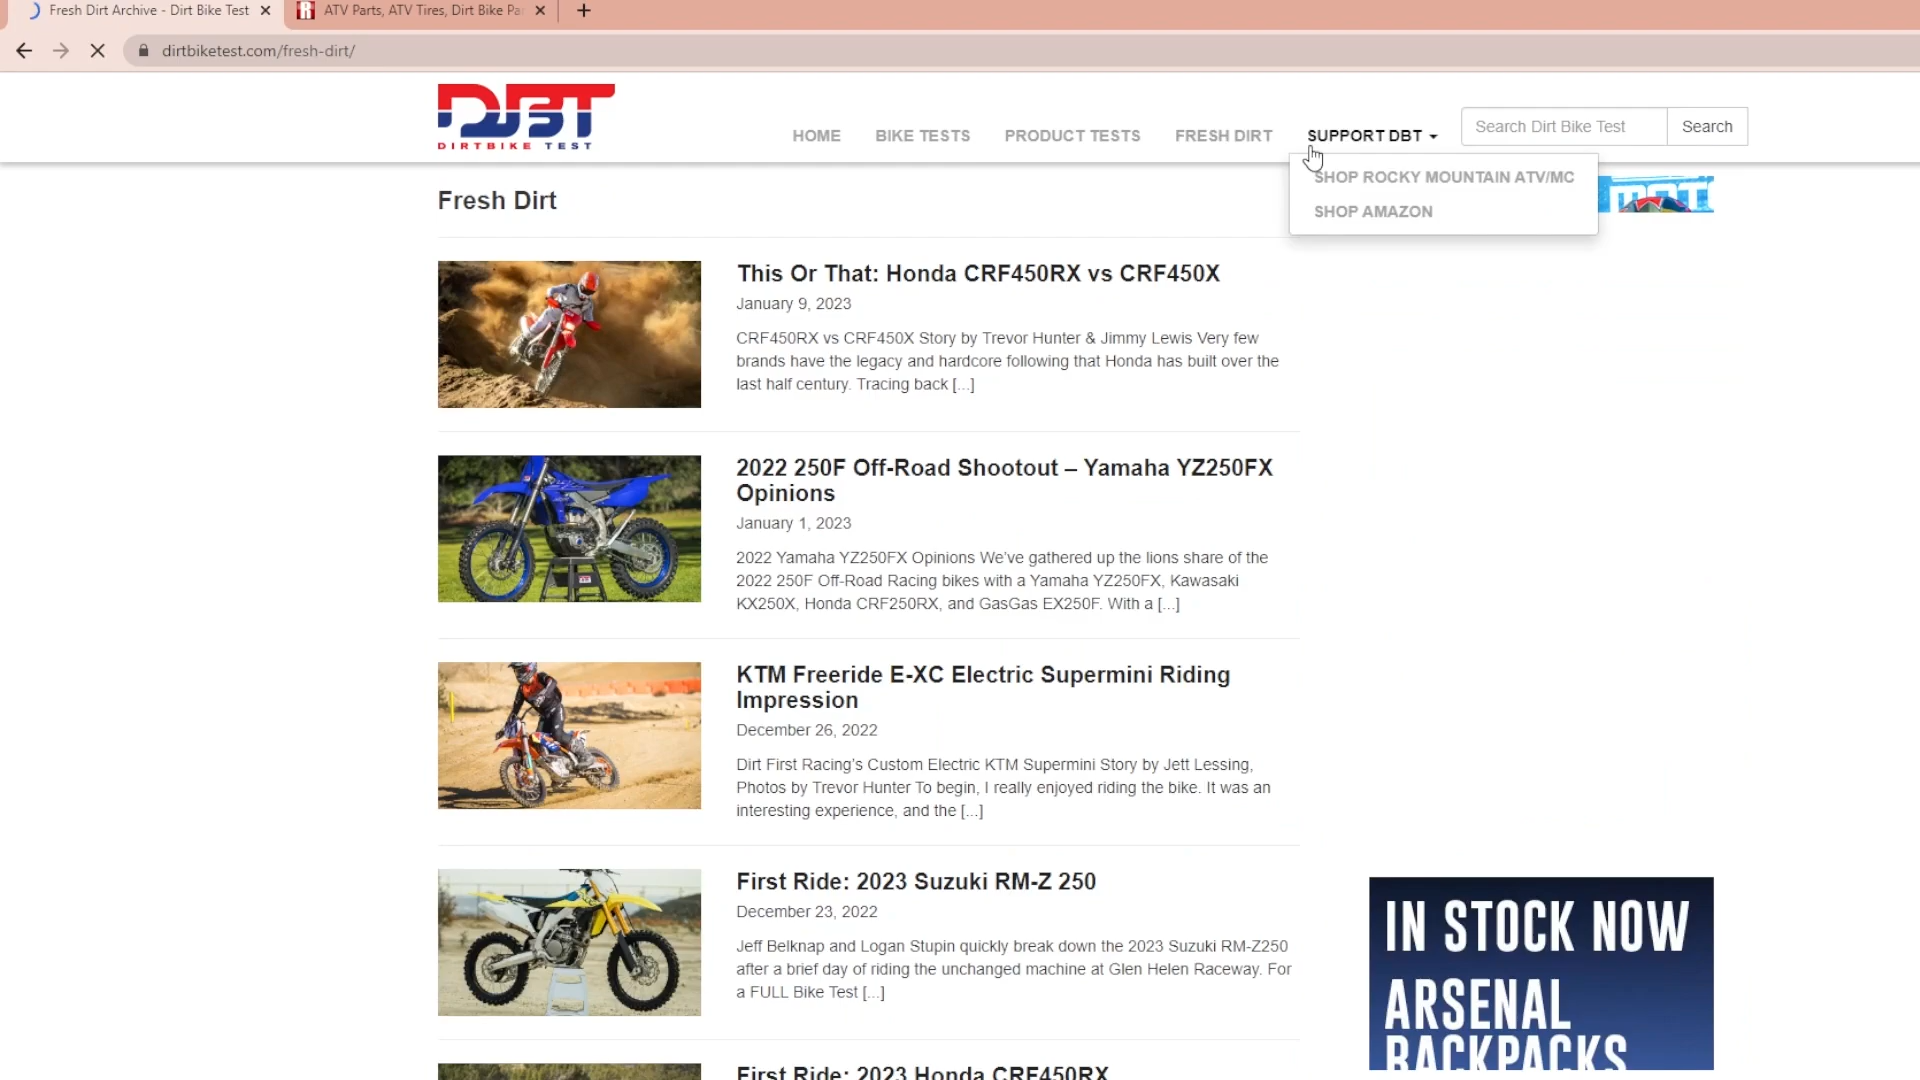 Fresh Dirt Archive - Dirt Bike Test
ATV Parts, ATV Tires, Dirt Bike Pa
dirtbiketest.com/fresh-dirt/
DBT
DIRTBIKE TEST
HOME
BIKE TESTS
PRODUCT TESTS
FRESH DIRT
SUPPORT DBT
Search Dirt Bike Test
Search
SHOP ROCKY MOUNTAIN ATV/MC
SHOP AMAZON
Fresh Dirt
This Or That: Honda CRF450RX vs CRF450X
January 9, 2023
CRF450RX vs CRF450X Story by Trevor Hunter & Jimmy Lewis Very few
brands have the legacy and hardcore following that Honda has built over the
last half century. Tracing back [...]
2022 250F Off-Road Shootout – Yamaha YZ250FX
Opinions
January 1, 2023
2022 Yamaha YZ250FX Opinions We’ve gathered up the lions share of the
2022 250F Off-Road Racing bikes with a Yamaha YZ250FX, Kawasaki
KX250X, Honda CRF250RX, and GasGas EX250F. With a [...]
KTM Freeride E-XC Electric Supermini Riding
Impression
December 26, 2022
Dirt First Racing’s Custom Electric KTM Supermini Story by Jett Lessing,
Photos by Trevor Hunter To begin, I really enjoyed riding the bike. It was an
interesting experience, and the [...]
First Ride: 2023 Suzuki RM-Z 250
December 23, 2022
Jeff Belknap and Logan Stupin quickly break down the 2023 Suzuki RM-Z250
after a brief day of riding the unchanged machine at Glen Helen Raceway. For
a FULL Bike Test [...]
First Ride: 2023 Honda CRF450RX
IN STOCK NOW
ARSENAL
BACKPACKS